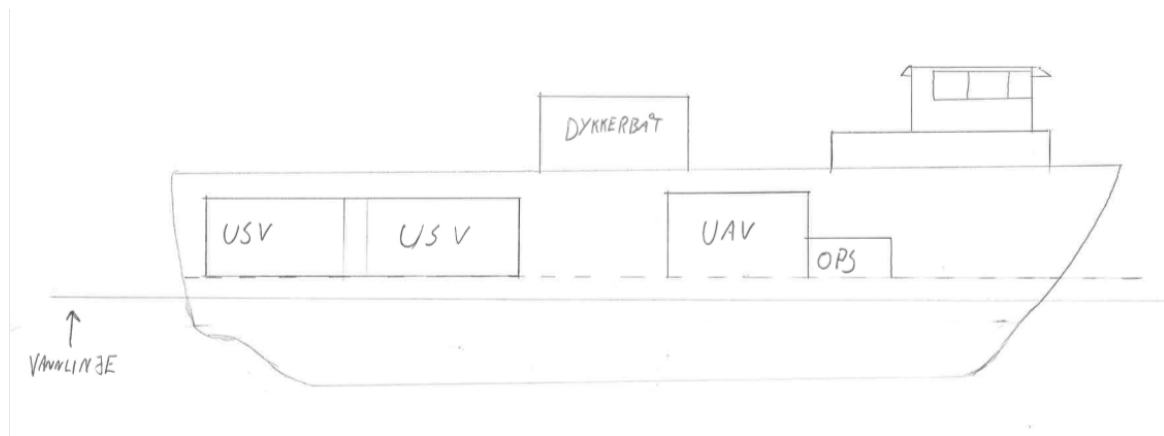 DYKKERBÅT
USV
USV
UAV
OPS
VANNLINJE